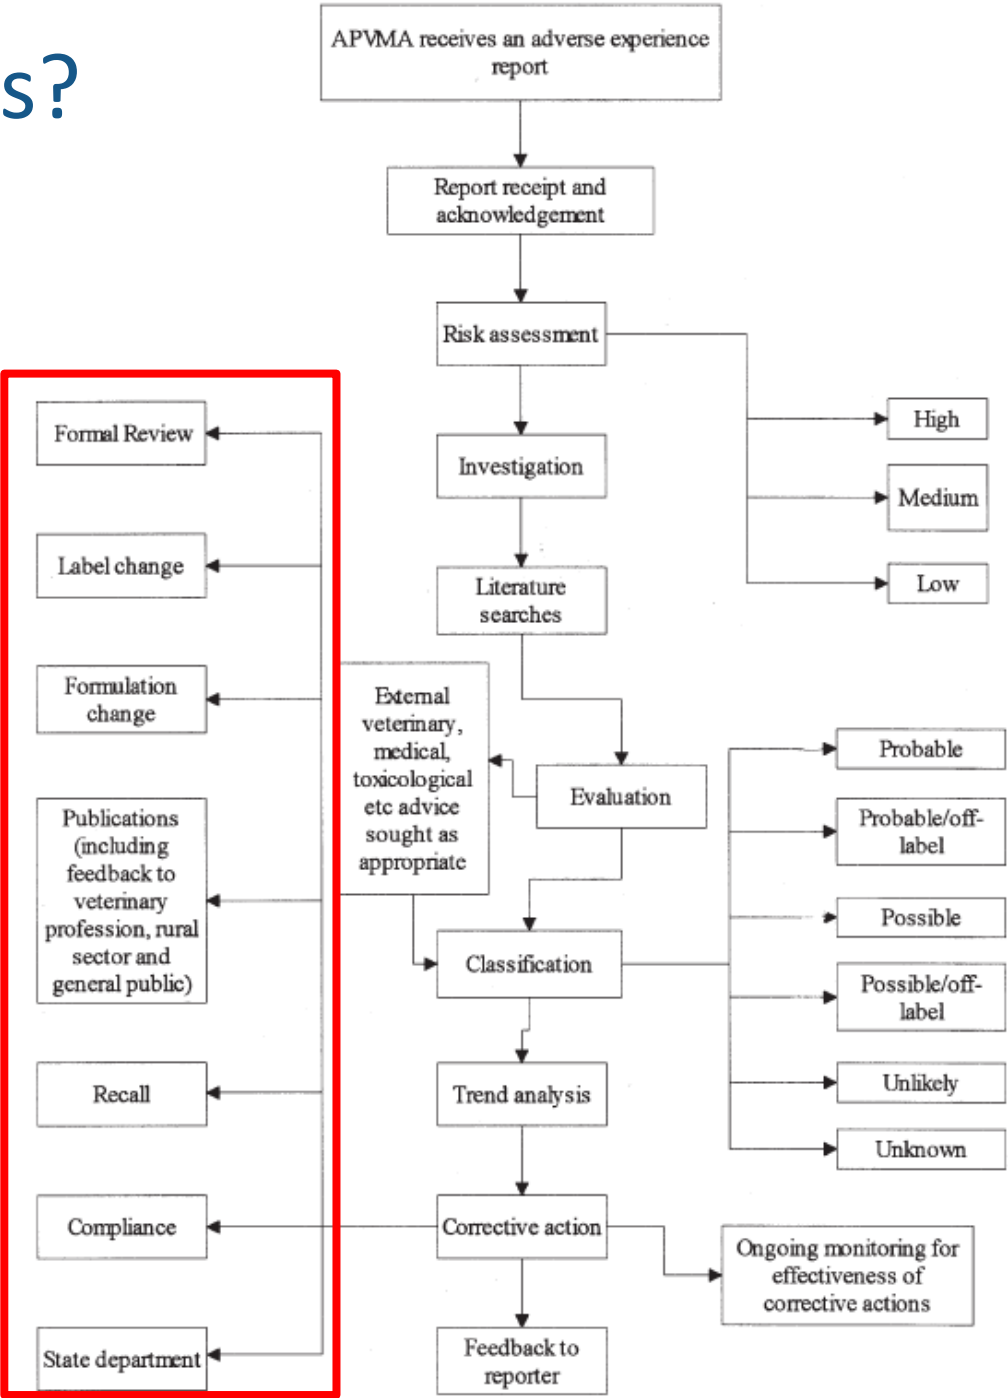 s?
APVMA receives an adverse experience
report
Report receipt and
acknowledgement
Risk assessment
High
Medium
Low
Investigation
Literature
searches
Evaluation
External
veterinary,
medical,
toxicological
etc advice
sought as
appropriate
Classification
Probable
Probable/off-
label
Possible
Possible/off-
label
Unlikely
Unknown
Trend analysis
Corrective action
Formal Review
Label change
Formulation
change
Publications
(including
feedback to
veterinary
profession, rural
sector and
general public)
Recall
Compliance
State department
Ongoing monitoring for
effectiveness of
corrective actions
Feedback to
reporter